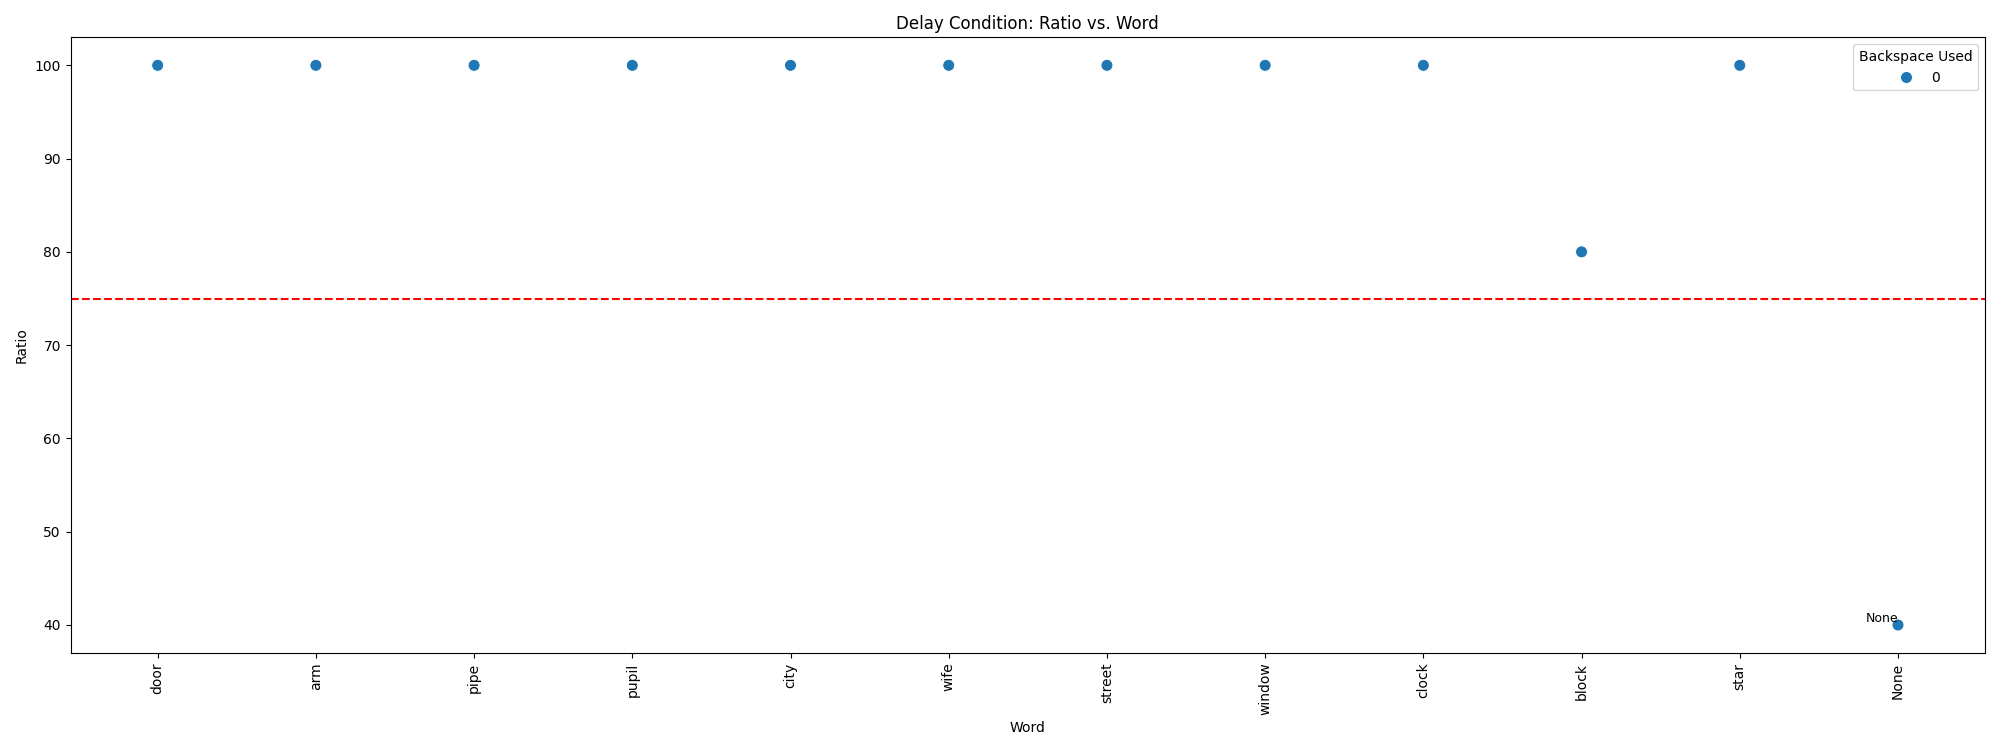 Delay Condition: Ratio vs. Word
Backspace Used
0
100
90
80
70
60
50
40
Ratio
None
door
arm
pipe
pupil
city
wife
street
window
clock
block
star
None
Word